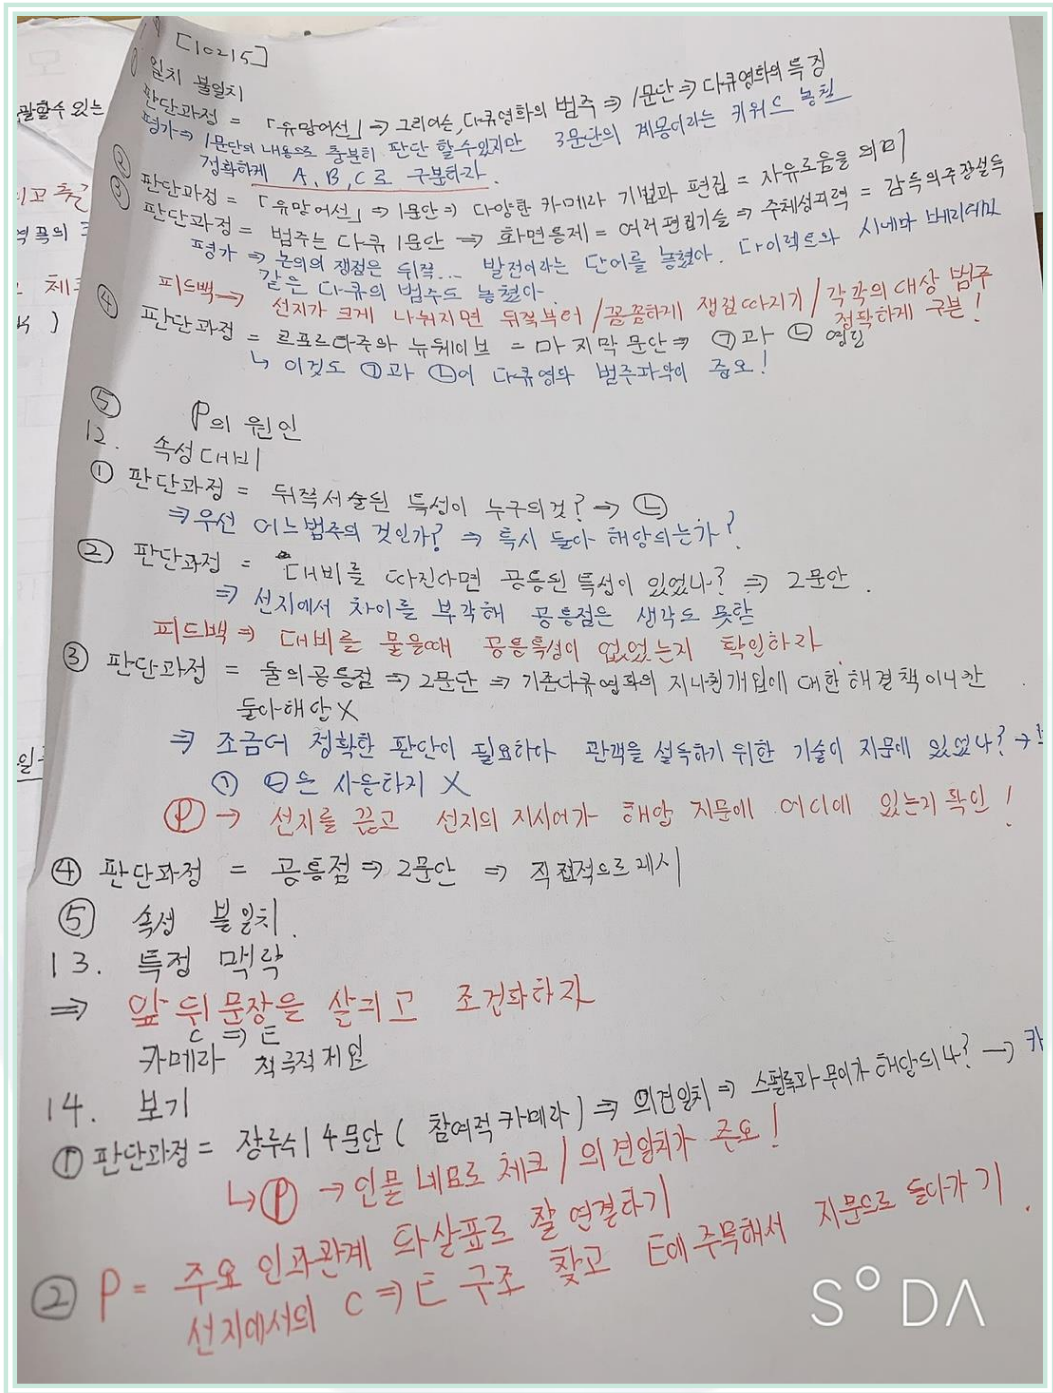 [10215]
① 일치 불일치
판단과정 = 「유망어선」 → 그리어슨, 다큐영화의 범주 ⇒ 1문단 ⇒ 다큐영화의 특징
평가 ⇒ 1문단의 내용으로 충분히 판단 할 수있지만 3문단의 계몽이라는 키워드 놓침
정확하게 A, B, C로 구분하라.
② 판단과정 = 「유망어선」 ⇒ 1문단 ⇒ 다양한 카메라 기법과 편집 = 자유로움을 의미
③ 판단과정 = 범주는 다큐 1문단 ⇒ 화면통제 = 여러편집기술 ⇒ 주체성피력 = 감독의주장설득
평가 ⇒ 논의의 쟁점은 뒤쪽... 발전이라는 단어를 놓쳤다. 다이렉트와 시네마 베리테가
같은 다큐의 범주도 놓쳤다.
피드백 → 선지가 크게 나눠지면 뒤쪽부터 / 꼼꼼하게 쟁점따지기 / 각각의 대상 범주
정확하게 구분!
④ 판단과정 = 르포르타주와 뉴웨이브 = 마지막 문단 ⇒ ㉠과 ㉡ 영향
↳ 이것도 ㉠과 ㉡이 다큐영화 범주파악이 중요!
⑤ P의 원인
12. 속성대비
① 판단과정 = 뒤쪽서술된 특성이 누구의것? → ㉡
⇒ 우선 어느범주의 것인가? ⇒ 혹시 둘다 해당되는가?
② 판단과정 = 대비를 따진다면 공통된 특성이 있었나? ⇒ 2문단.
⇒ 선지에서 차이를 부각해 공통점은 생각도 못함
피드백 ⇒ 대비를 물을때 공통특성이 없었는지 확인하라.
③ 판단과정 = 둘의공통점 ⇒ 2문단 ⇒ 기존다큐영화의 지나친개입에 대한 해결책이니깐
둘다해당 X
⇒ 조금더 정확한 판단이 필요하다 관객을 설득하기 위한 기술이 지문에 있었나? →
㉠ ㉡은 사용하지 X
Ⓟ → 선지를 끊고 선지의 지시어가 해당 지문에 어디에 있는지 확인!
④ 판단과정 = 공통점 ⇒ 2문단 ⇒ 직접적으로제시
⑤ 속성 불일치.
13. 특정 맥락
⇒ 앞뒤문장을 살피고 조건화하자
C ⇒ E
카메라 적극적개입
14. 보기
① 판단과정 = 장루슈 | 4문단 ( 참여적 카메라 ) ⇒ 의견일치 ⇒ 스펄록과 무어가 해당되나? → 카
↳ Ⓟ → 인물 네모로 체크 / 의견일치가 중요!
② P = 주요 인과관계 화살표로 잘 연결하기
선지에서의 C ⇒ E 구조 찾고 E에 주목해서 지문으로 돌아가기.
괄할수 있는
체크
SODA